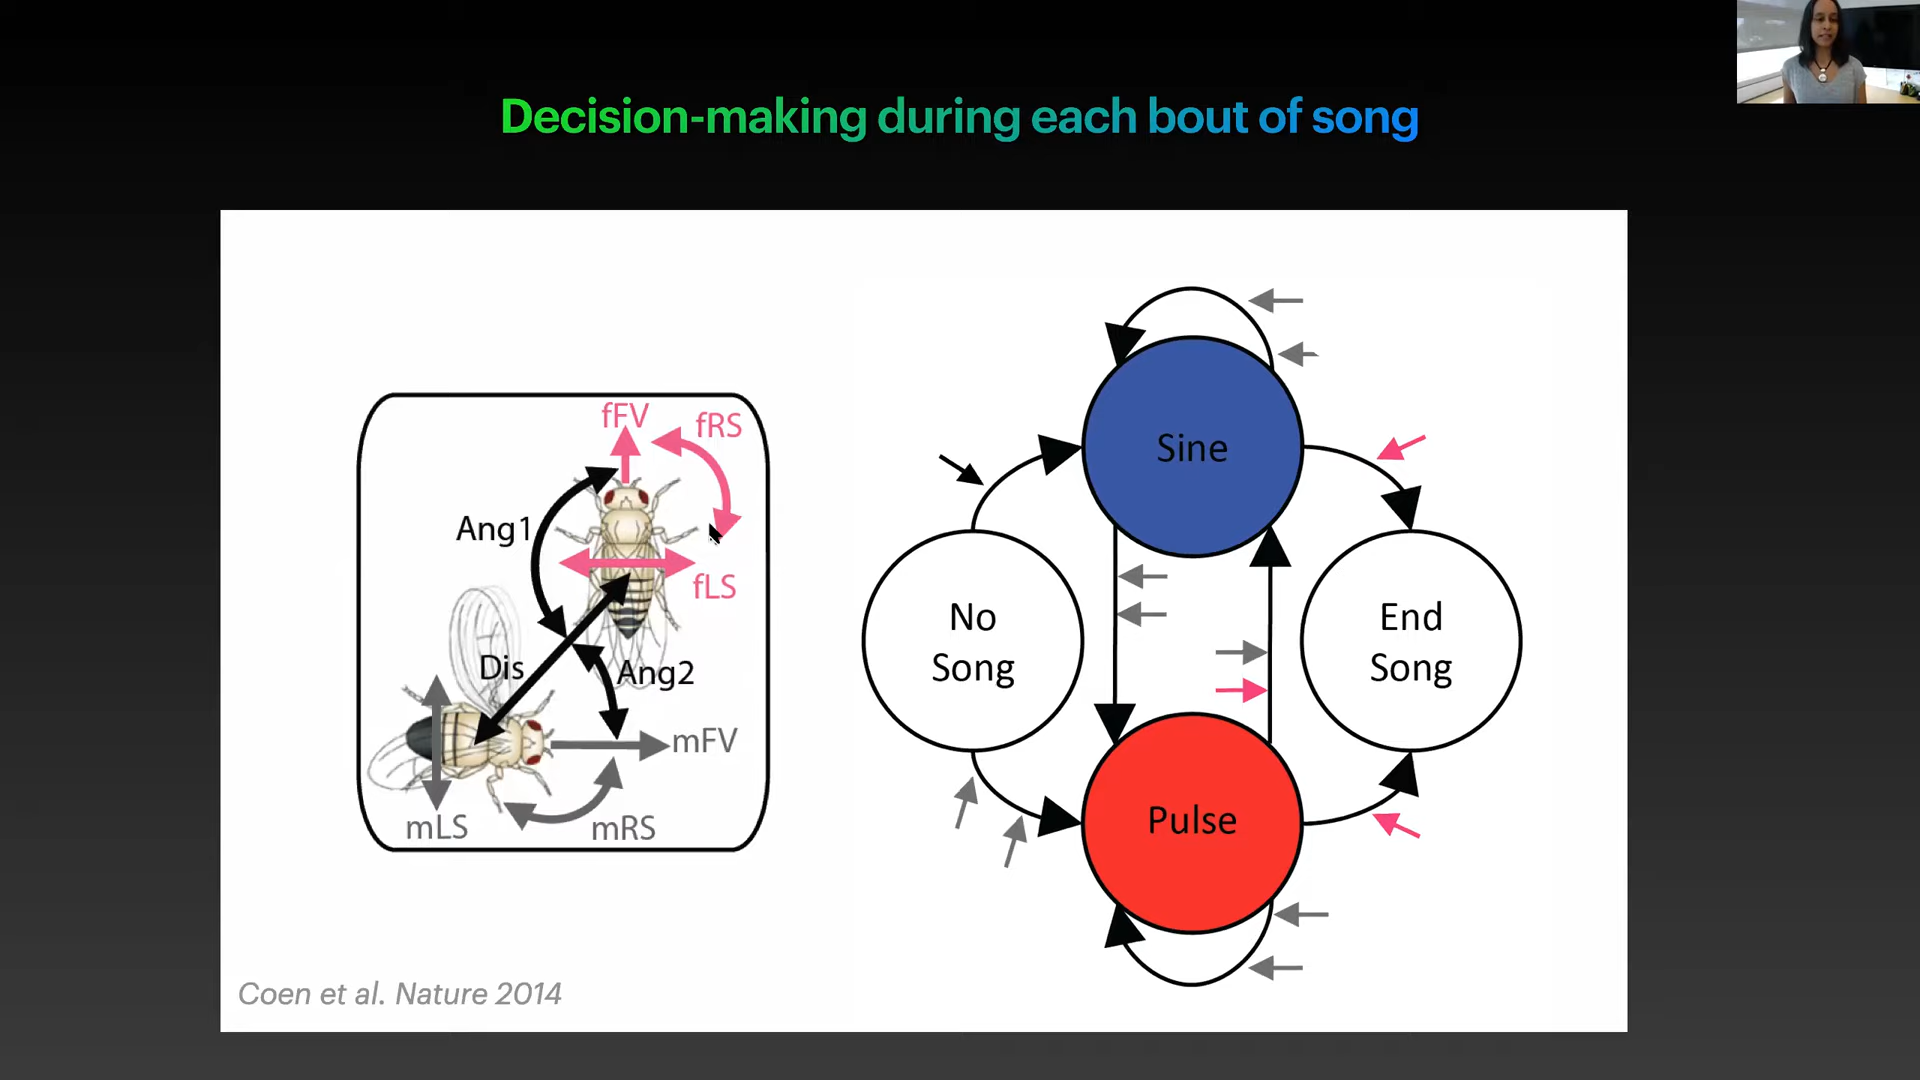 Decision-making during each bout of song
fFV
fRS
Ang1
fLS
Dis
Ang2
mFV
mLS
mRS
Sine
No
Song
End
Song
Pulse
Coen et al. Nature 2014